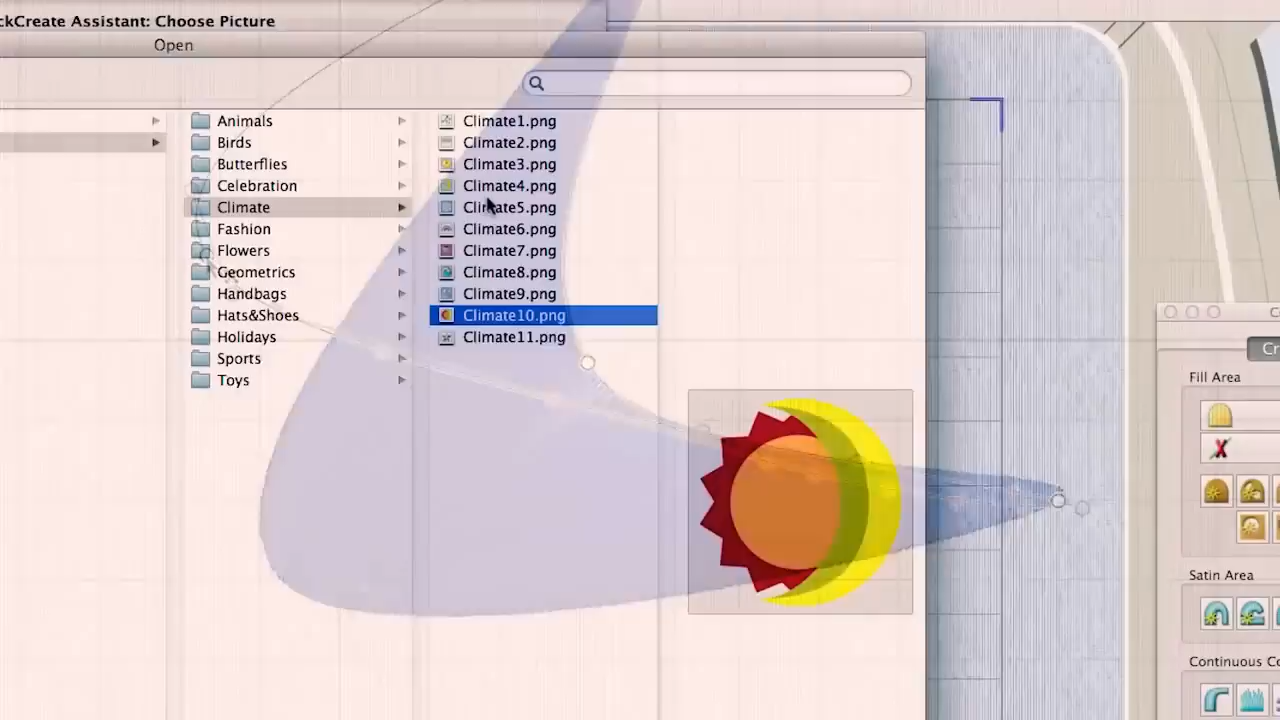 ckCreate Assistant: Choose Picture
Open
Animals
Birds
Butterflies
Celebration
Climate
Fashion
Flowers
Geometrics
Handbags
Hats&Shoes
Holidays
Sports
Toys
Climate1.png
Climate2.png
Climate3.png
Climate4.png
Climate5.png
Climate6.png
Climate7.png
Climate8.png
Climate9.png
Climate10.png
Climate11.png
Cr
Fill Area
Satin Area
Continuous Co